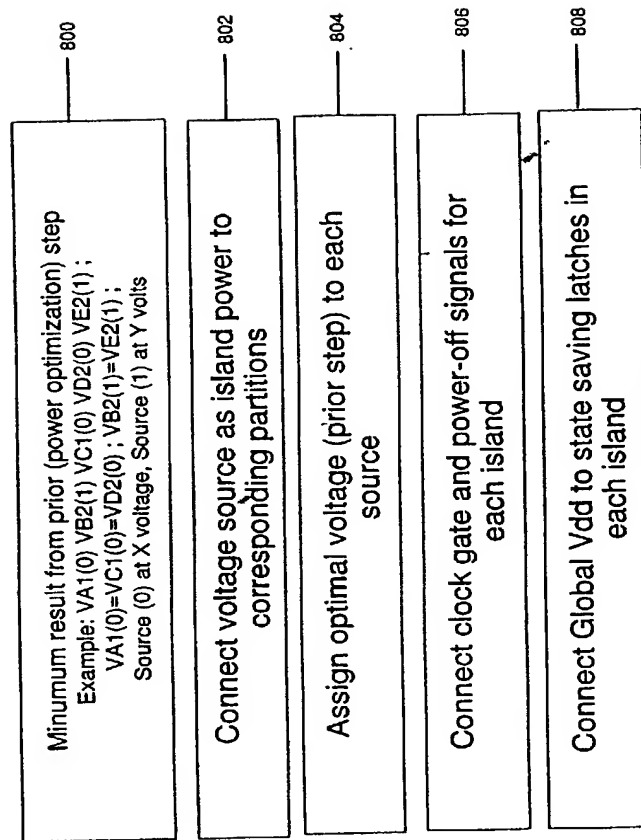 Minumum result from prior (power optimization) step
Example: VA1(0) VB2(1) VC1(0) VD2(0) VE2(1) ;
VA1(0)=VC1(0)=VD2(0) ; VB2(1)=VE2(1) ;
Source (0) at X voltage, Source (1) at Y volts
800
Connect voltage source as island power to
corresponding partitions
802
Assign optimal voltage (prior step) to each
source
804
Connect clock gate and power-off signals for
each island
806
Connect Global Vdd to state saving latches in
each island
808